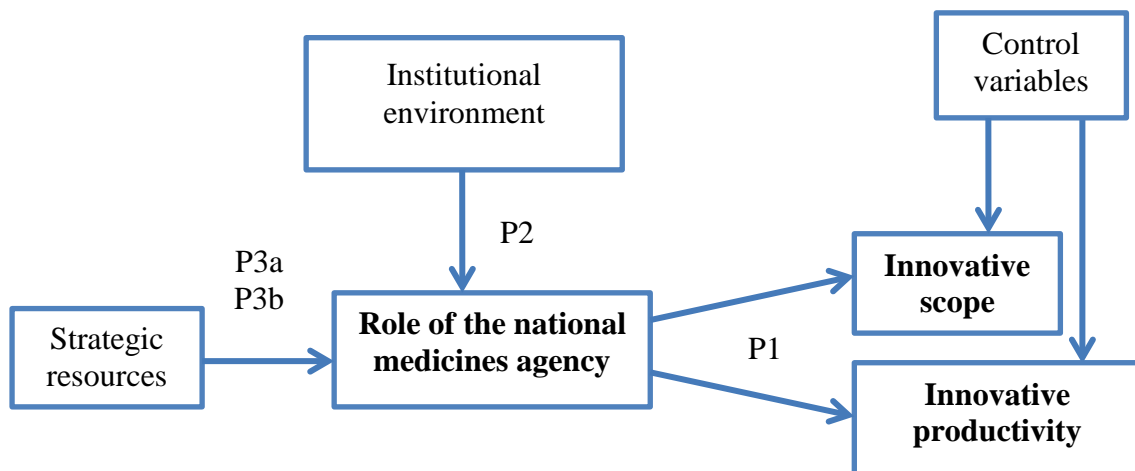 Institutional
environment
Control
variables
P2
P3a
P3b
Strategic
resources
Role of the national
medicines agency
P1
Innovative
scope
Innovative
productivity